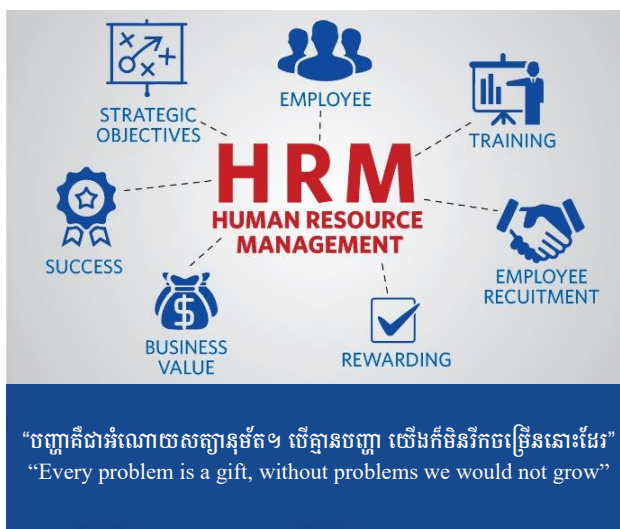 EMPLOYEE
STRATEGIC
OBJECTIVES
TRAINING
HRM
HUMAN RESOURCE
MANAGEMENT
SUCCESS
EMPLOYEE
RECUITMENT
BUSINESS
VALUE
REWARDING
“បញ្ហាគឺជាអំណោយសត្យានុម័ត។ បើគ្មានបញ្ហា យើងក៏មិនរីកចម្រើននោះដែរ”
“Every problem is a gift, without problems we would not grow”